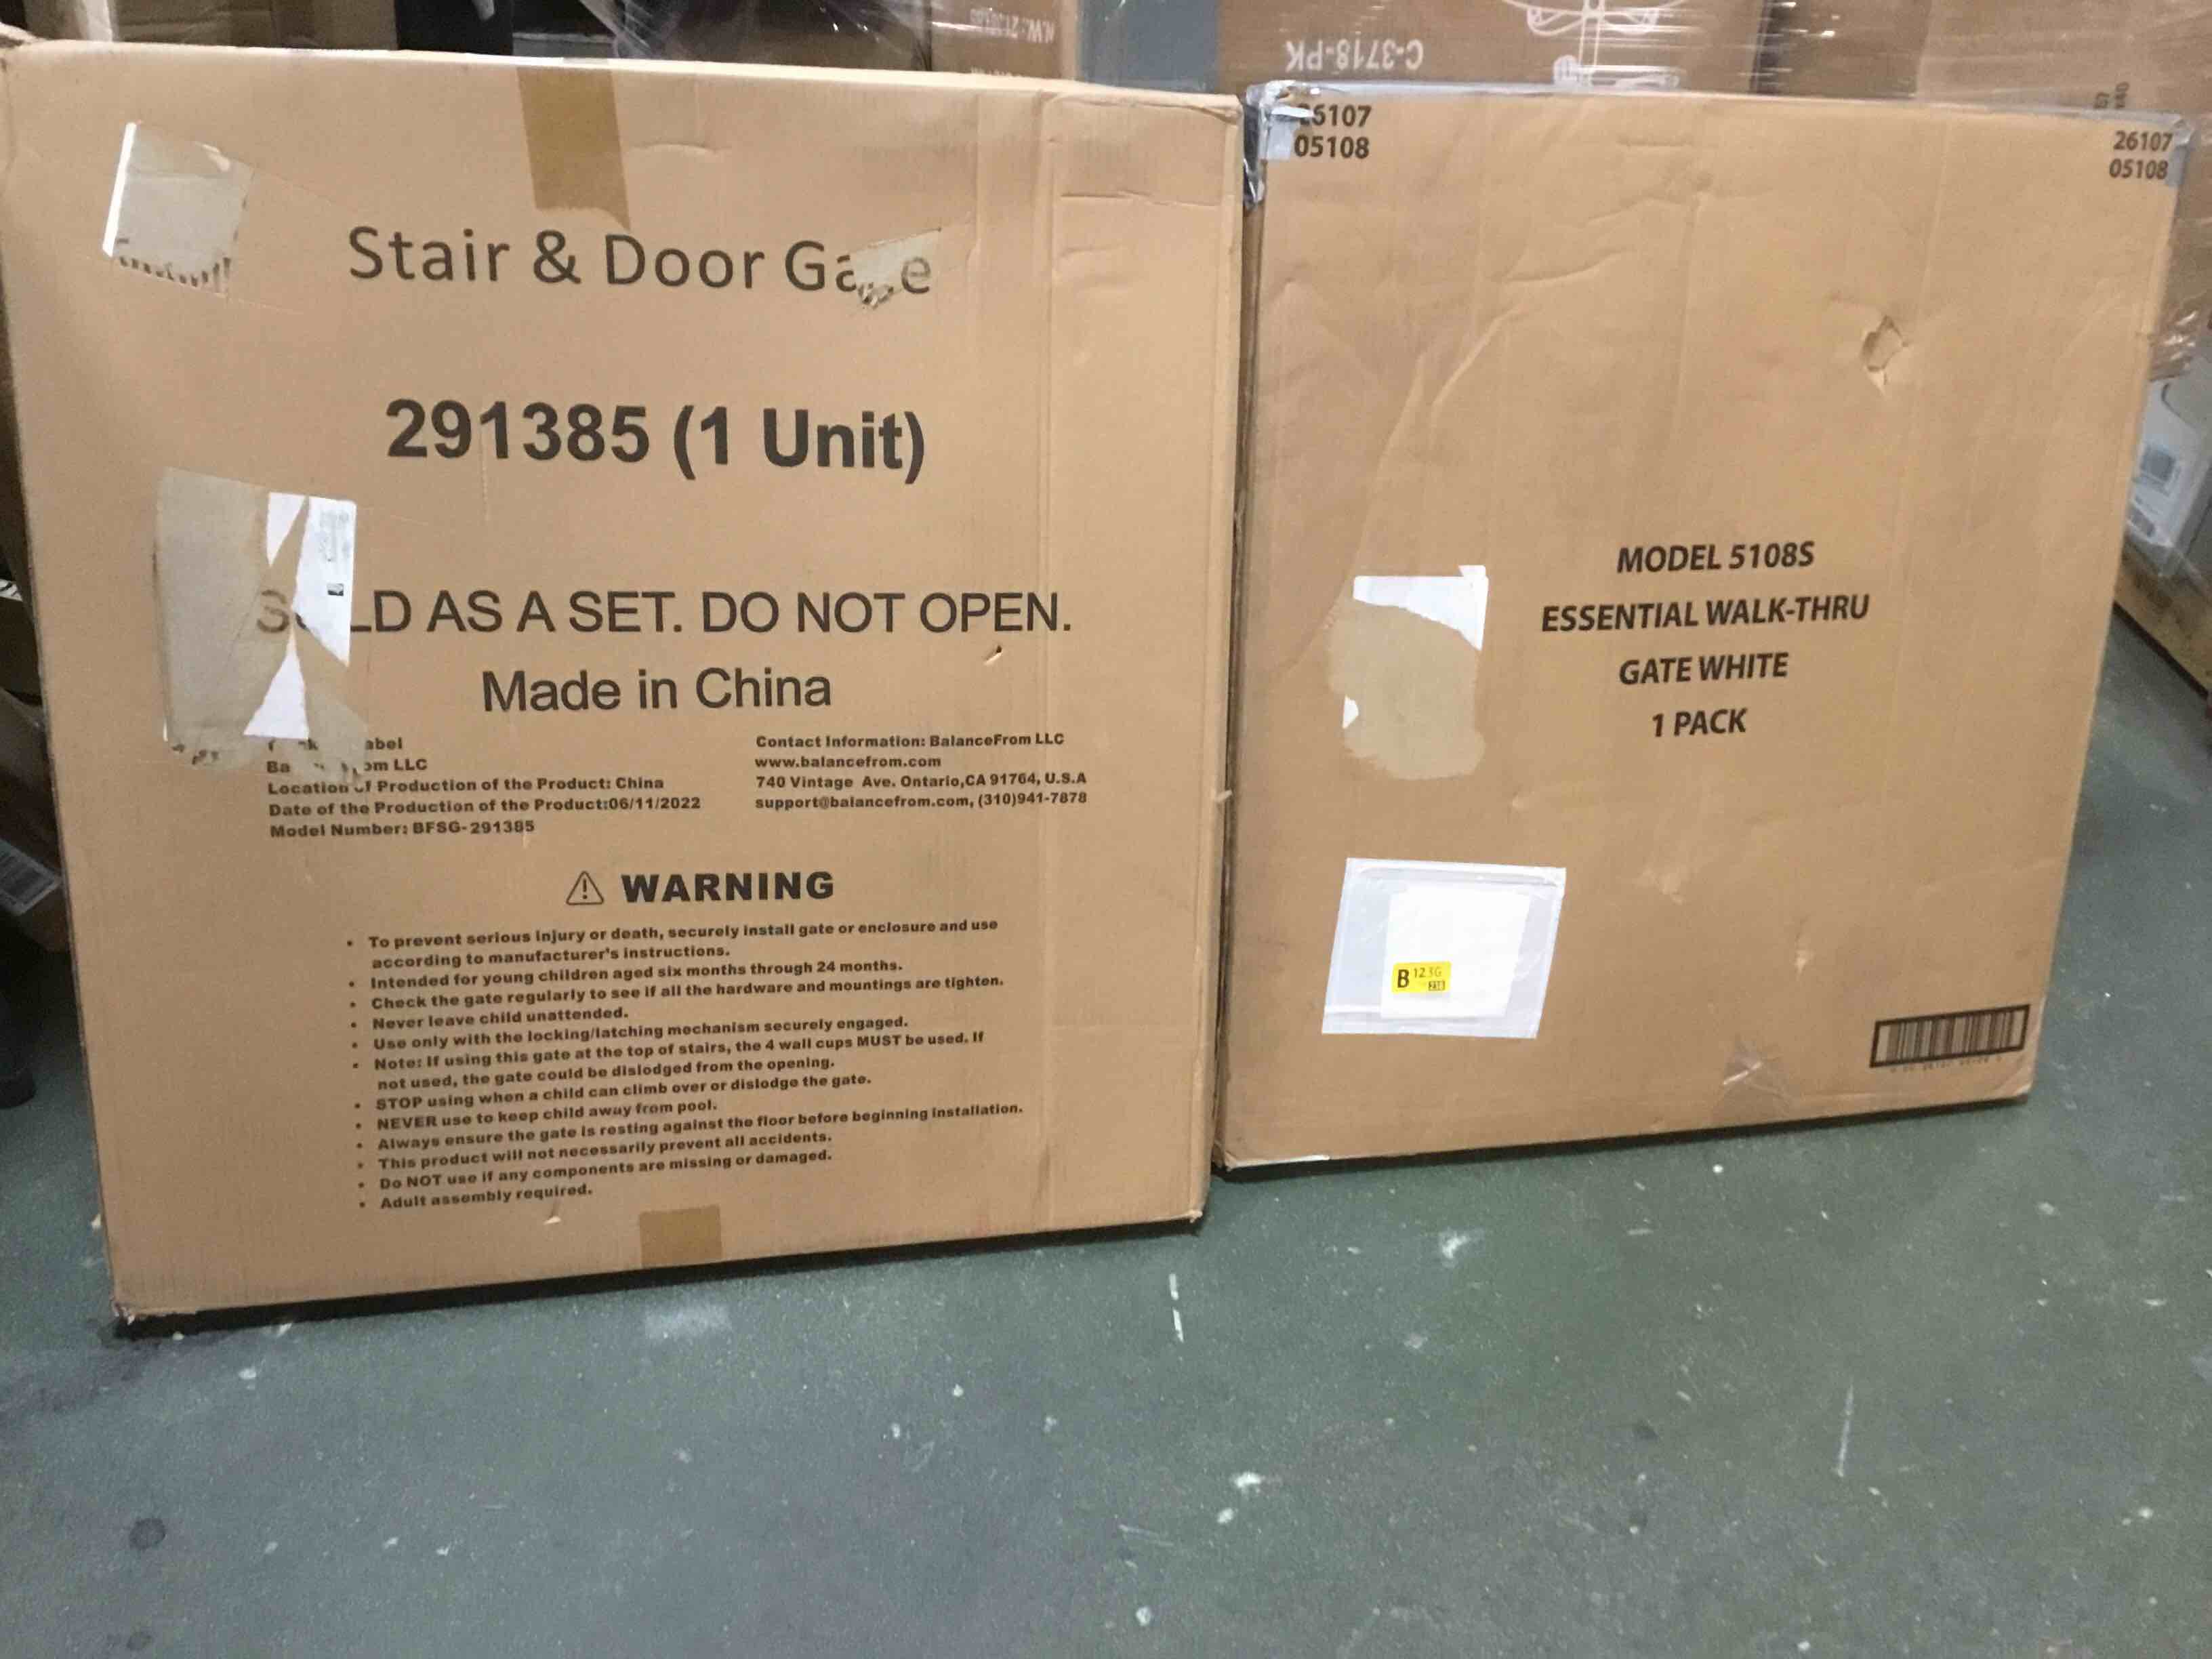 C-3718-PK
Stair & Door Ga e
291385 (1 Unit)
S LD AS A SET. DO NOT OPEN.
Made in China
abel
Ba om LLC
Location of Production of the Product: China
Date of the Production of the Product:06/11/2022
Model Number: BFSG-291385
Contact Information: BalanceFrom LLC
www.balancefrom.com
740 Vintage Ave. Ontario,CA 91764, U.S.A
support@balancefrom.com, (310)941-7878
WARNING
• To prevent serious injury or death, securely install gate or enclosure and use
according to manufacturer's instructions.
• Intended for young children aged six months through 24 months.
• Check the gate regularly to see if all the hardware and mountings are tighten.
• Never leave child unattended.
• Use only with the locking/latching mechanism securely engaged.
• Note: If using this gate at the top of stairs, the 4 wall cups MUST be used. If
not used, the gate could be dislodged from the opening.
• STOP using when a child can climb over or dislodge the gate.
• NEVER use to keep child away from pool.
• Always ensure the gate is resting against the floor before beginning installation.
• This product will not necessarily prevent all accidents.
• Do NOT use if any components are missing or damaged.
• Adult assembly required.
26107
05108
26107
05108
MODEL 5108S
ESSENTIAL WALK-THRU
GATE WHITE
1 PACK
B 12 3G